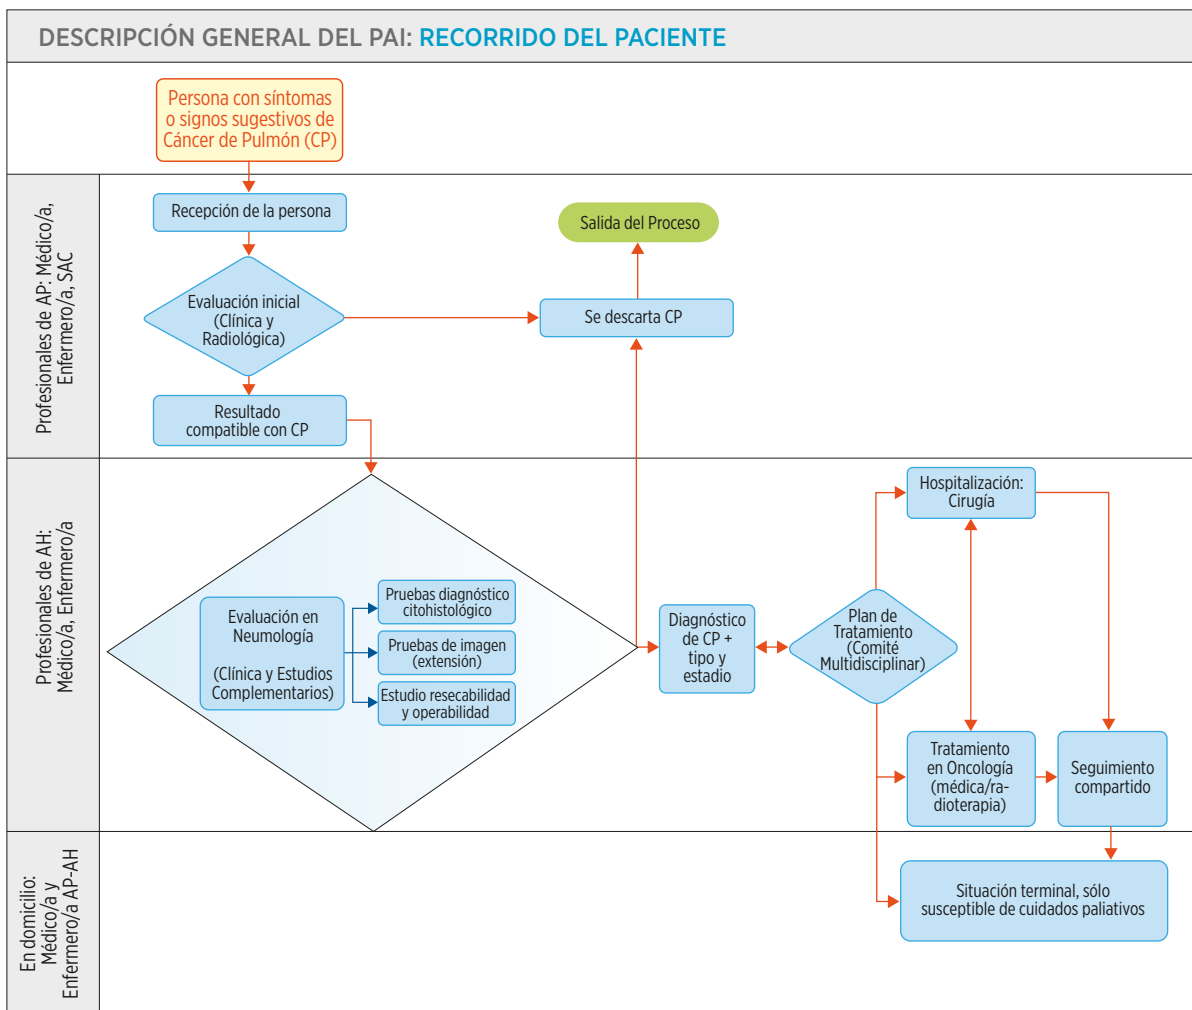 DESCRIPCIÓN GENERAL DEL PAI: RECORRIDO DEL PACIENTE
Persona con síntomas
o signos sugestivos de
Cáncer de Pulmón (CP)
Profesionales de AP: Médico/a,
Enfermero/a, SAC
Recepción de la persona
Salida del Proceso
Evaluación inicial
(Clínica y
Radiológica)
Se descarta CP
Resultado
compatible con CP
Profesionales de AH:
Médico/a, Enfermero/a
Evaluación en
Neumología
(Clínica y Estudios
Complementarios)
Pruebas diagnóstico
citohistológico
Pruebas de imagen
(extensión)
Estudio resecabilidad
y operabilidad
Diagnóstico
de CP +
tipo y
estadio
Plan de
Tratamiento
(Comité
Multidisciplinar)
Hospitalización:
Cirugía
Tratamiento
en Oncología
(médica/ra-
dioterapia)
Seguimiento
compartido
En domicilio:
Médico/a y
Enfermero/a AP-AH
Situación terminal, sólo
susceptible de cuidados paliativos